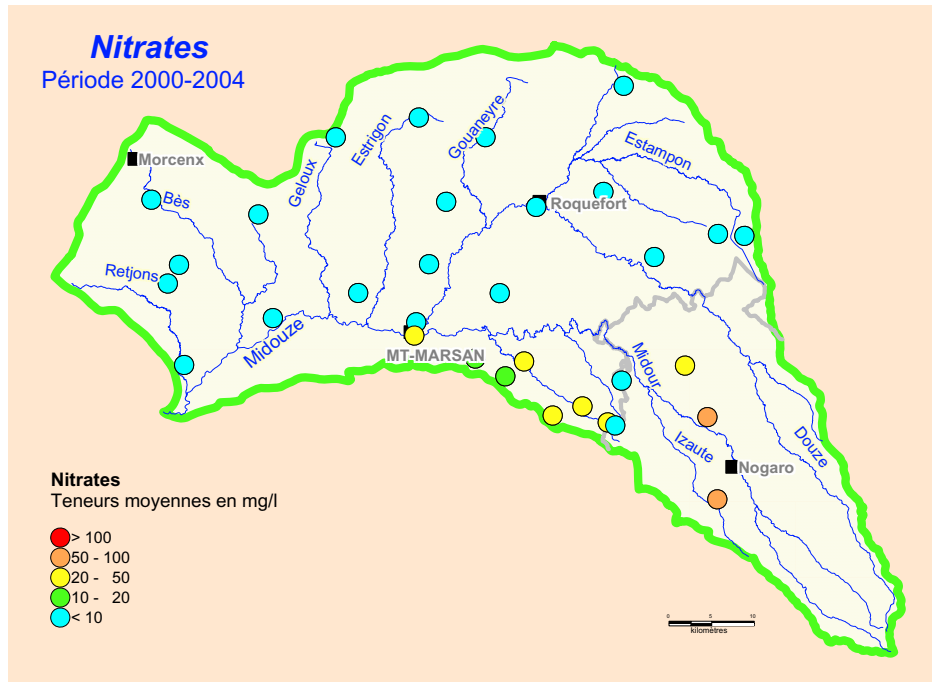 Nitrates
Période 2000-2004
Morcenx
Bès
Retjons
Geloux
Estrigon
Gouaneyre
Estampon
Roquefort
Midouze
MT-MARSAN
Midour
Izaute
Douze
Nogaro
Nitrates
Teneurs moyennes en mg/l
> 100
50 - 100
20 - 50
10 - 20
< 10
0 5 10
kilomètres